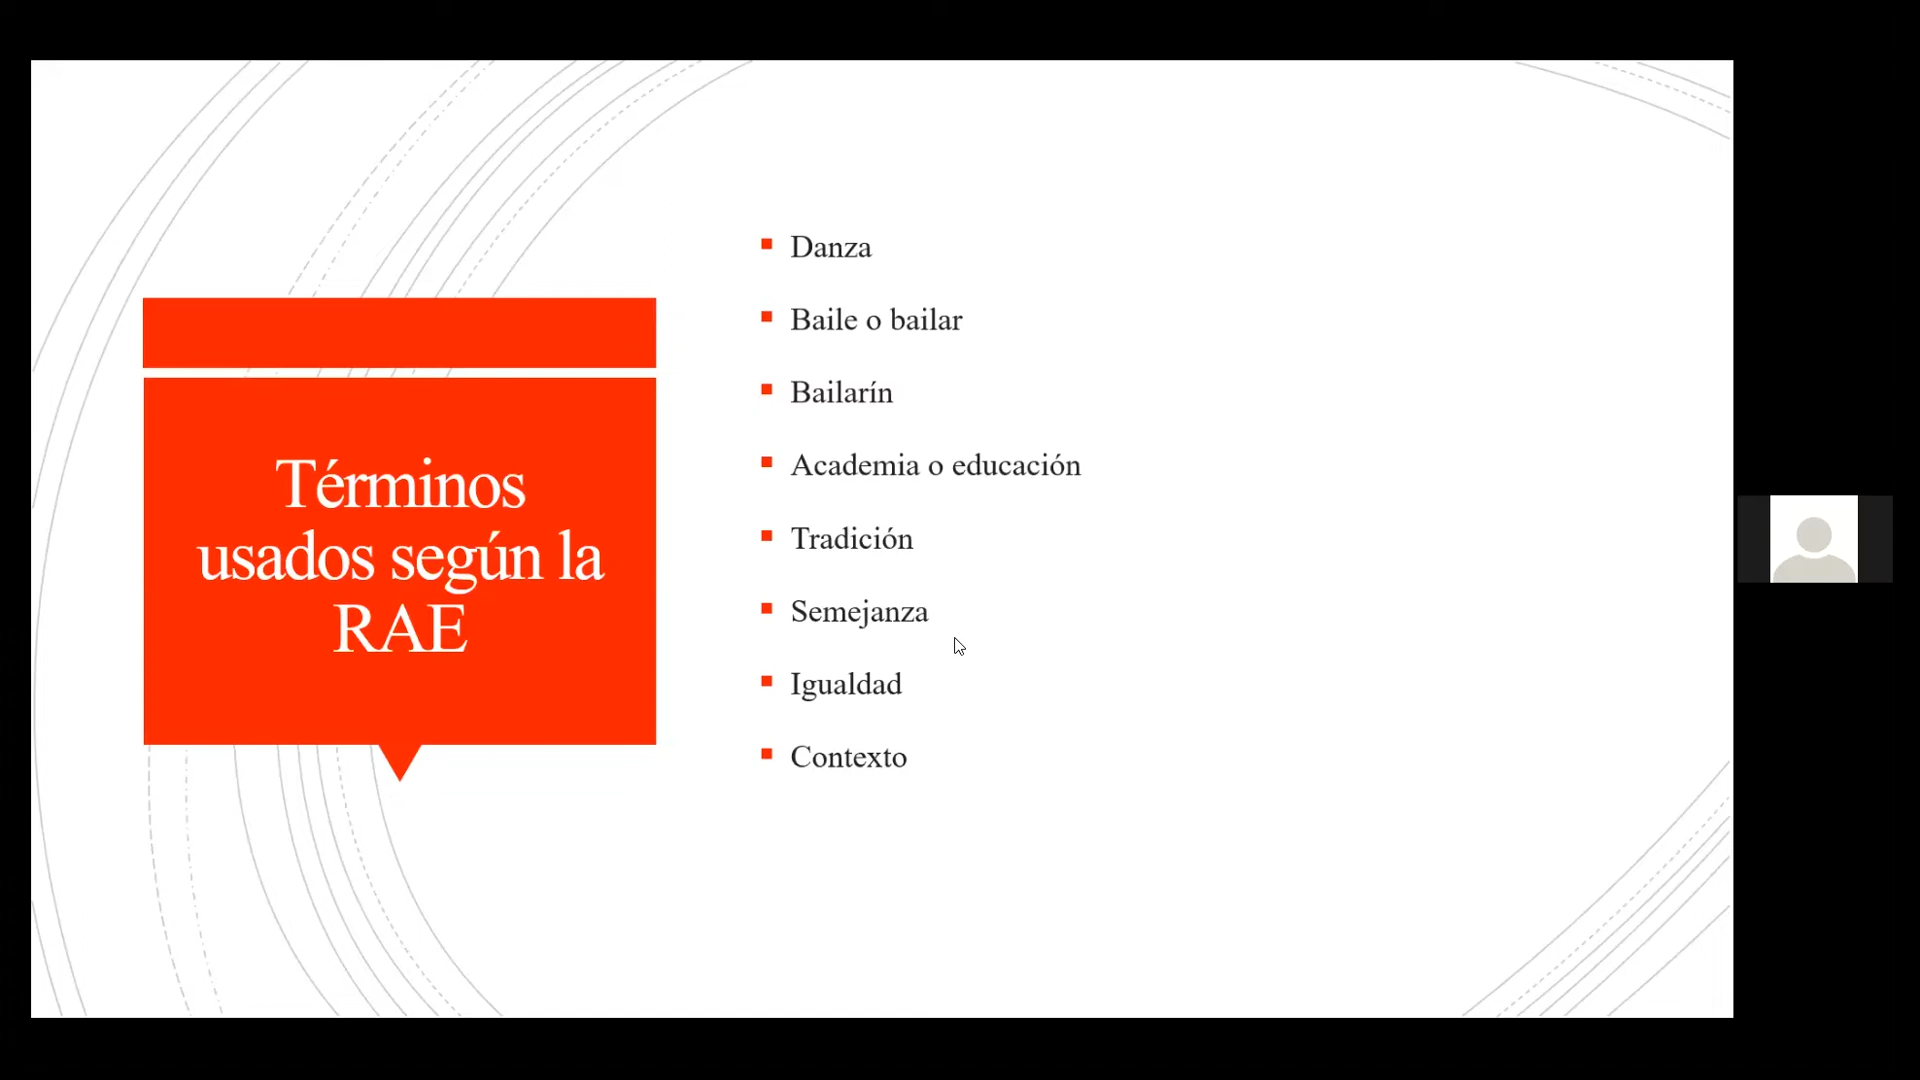 Términos
usados según la
RAE
Danza
Baile o bailar
Bailarín
Academia o educación
Tradición
Semejanza
Igualdad
Contexto